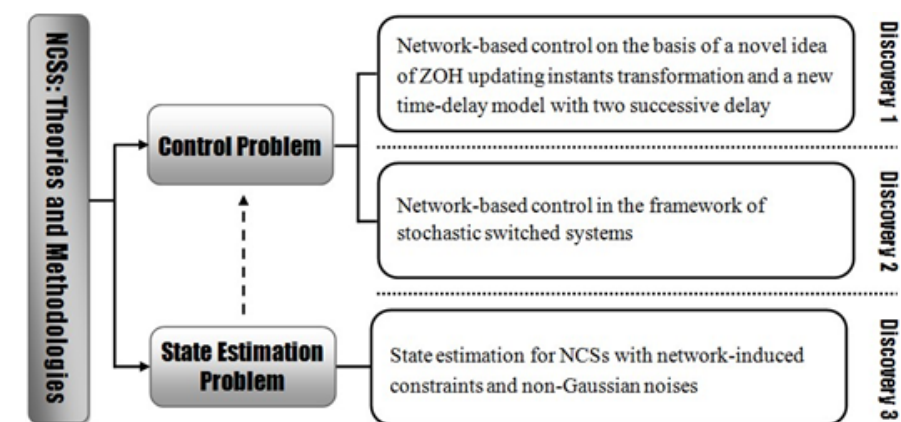 NCSs: Theories and Methodologies
Control Problem
Network-based control on the basis of a novel idea
of ZOH updating instants transformation and a new
time-delay model with two successive delay
Discovery 1
Network-based control in the framework of
stochastic switched systems
Discovery 2
State Estimation
Problem
State estimation for NCSs with network-induced
constraints and non-Gaussian noises
Discovery 3